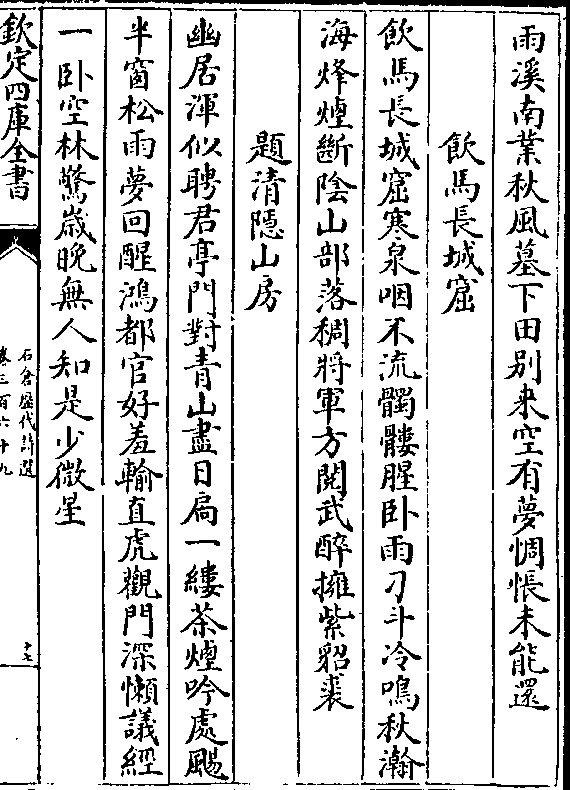 雨溪南業秋風墓下田别来空有夢惆悵未能還
飲馬長城窟
飲馬長城窟寒泉咽不流髑髏腥卧雨刁斗冷鳴秋瀚
海烽煙斷陰山部落稠將軍方閱武醉擁紫貂裘
題清隱山房
幽居渾似聘君亭門對青山盡日扃一縷茶煙吟處颺
半窗松雨夢回醒鴻都官好羞輸直虎觀門深懶議經
一卧空林驚歲晚無人知是少微星
欽定四庫全書
石倉歷代詩選
卷三百六十九
十七